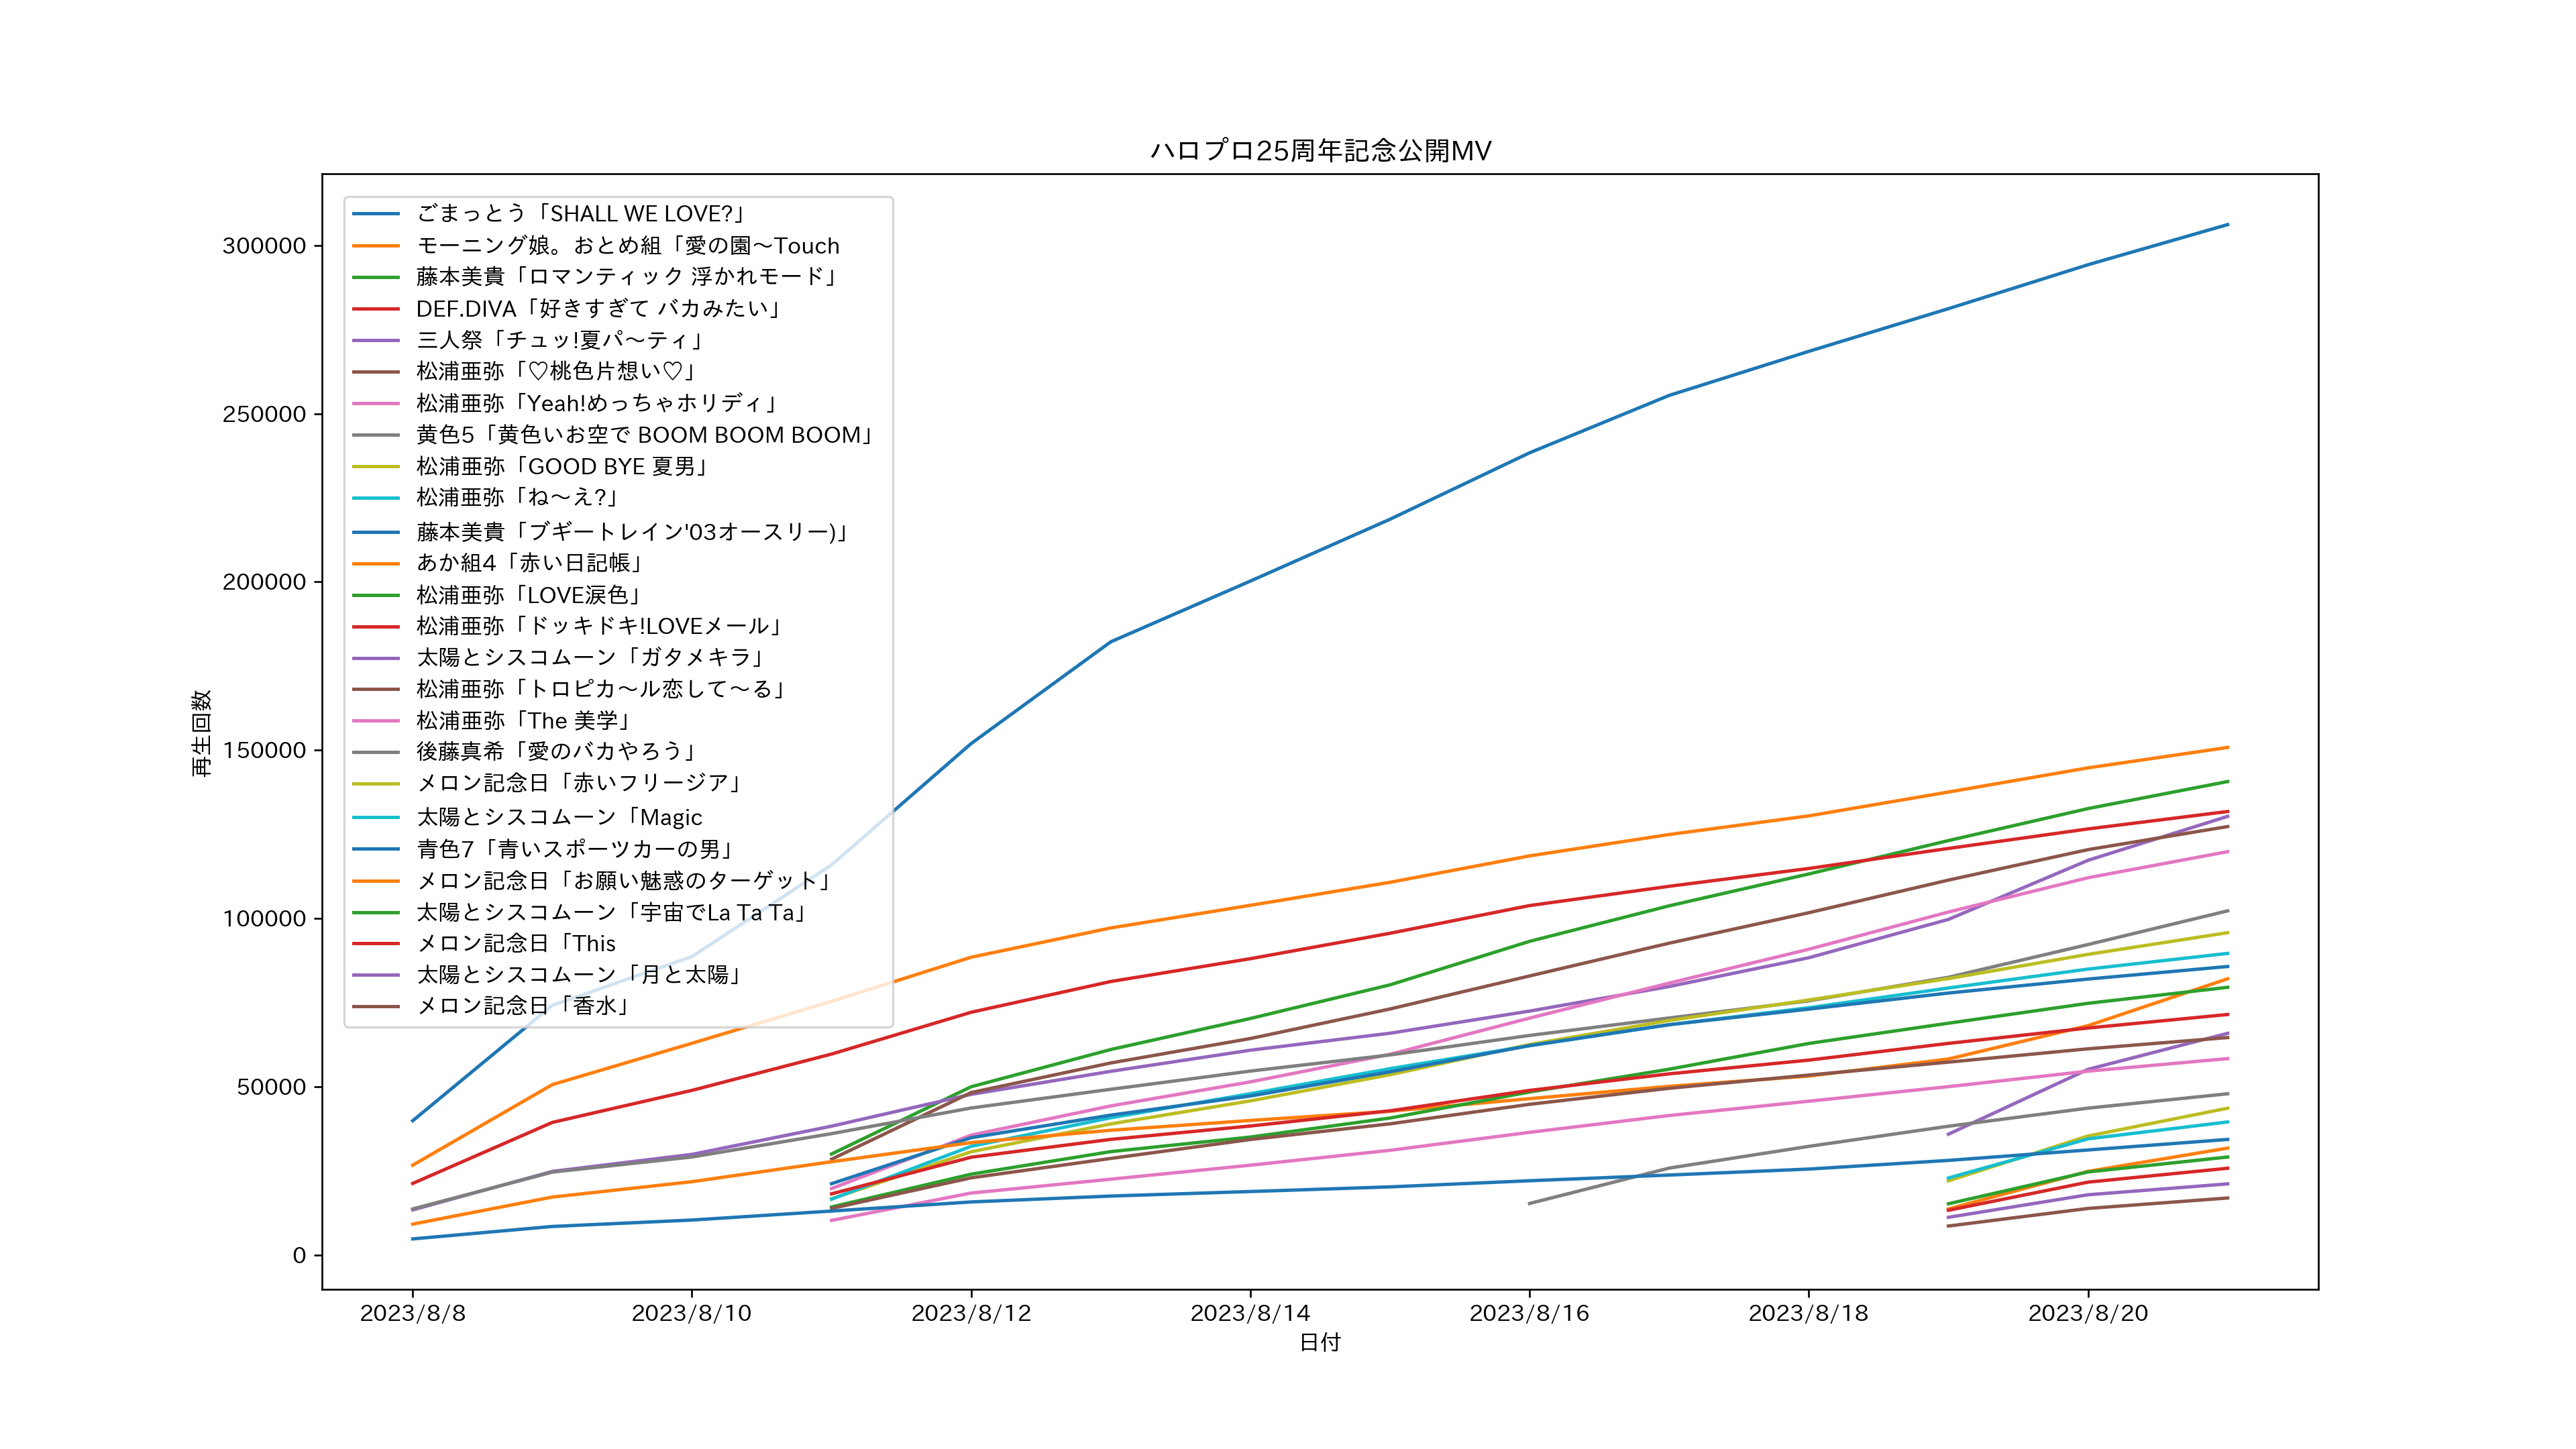 ハロプロ25周年記念公開MV
ごまっとう「SHALL WE LOVE?」
モーニング娘。おとめ組「愛の園〜Touch
藤本美貴「ロマンティック 浮かれモード」
DEF.DIVA「好きすぎて バカみたい」
三人祭「チュッ!夏パ〜ティ」
松浦亜弥「♡桃色片想い♡」
松浦亜弥「Yeah!めっちゃホリディ」
黄色5「黄色いお空で BOOM BOOM BOOM」
松浦亜弥「GOOD BYE 夏男」
松浦亜弥「ね〜え?」
藤本美貴「ブギートレイン'03オースリー)」
あか組4「赤い日記帳」
松浦亜弥「LOVE涙色」
松浦亜弥「ドッキドキ!LOVEメール」
太陽とシスコムーン「ガタメキラ」
松浦亜弥「トロピカ〜ル恋して〜る」
松浦亜弥「The 美学」
後藤真希「愛のバカやろう」
メロン記念日「赤いフリージア」
太陽とシスコムーン「Magic
青色7「青いスポーツカーの男」
メロン記念日「お願い魅惑のターゲット」
太陽とシスコムーン「宇宙でLa Ta Ta」
メロン記念日「This
太陽とシスコムーン「月と太陽」
メロン記念日「香水」
300000
250000
200000
150000
100000
50000
0
再生回数
2023/8/8
2023/8/10
2023/8/12
2023/8/14
2023/8/16
2023/8/18
2023/8/20
日付